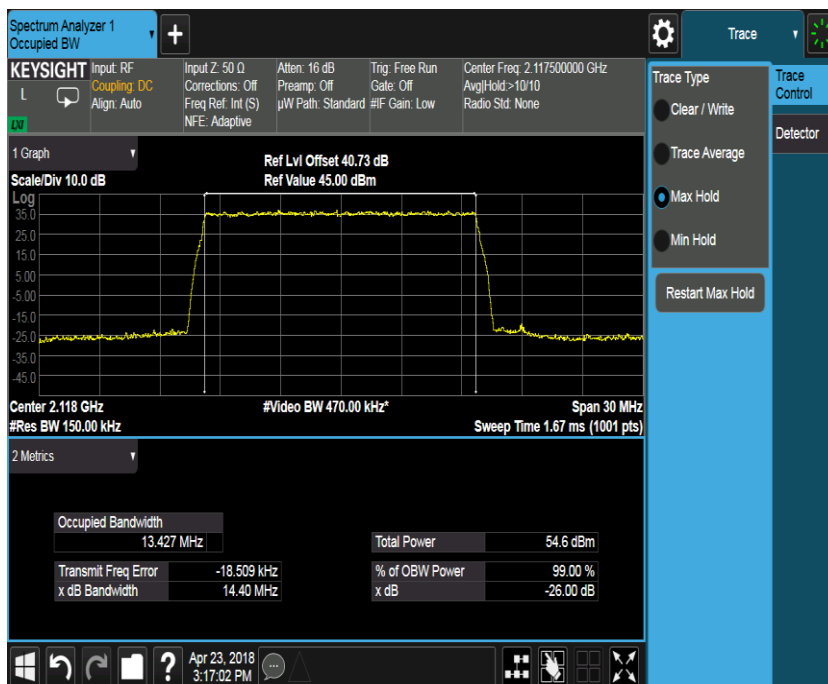 Spectrum Analyzer 1
Occupied BW
+
Trace
KEYSIGHT
L
LXI
Input: RF
Coupling: DC
Align: Auto
Input Z: 50 Ω
Corrections: Off
Freq Ref: Int (S)
NFE: Adaptive
Atten: 16 dB
Preamp: Off
µW Path: Standard
Trig: Free Run
Gate: Off
#IF Gain: Low
Center Freq: 2.117500000 GHz
Avg|Hold:>10/10
Radio Std: None
Trace Type
Clear / Write
Trace Average
Max Hold
Min Hold
Restart Max Hold
Trace
Control
Detector
1 Graph
Scale/Div 10.0 dB
Ref Lvl Offset 40.73 dB
Ref Value 45.00 dBm
Log
35.0
25.0
15.0
5.00
-5.00
-15.0
-25.0
-35.0
-45.0
Center 2.118 GHz
#Video BW 470.00 kHz*
Span 30 MHz
#Res BW 150.00 kHz
Sweep Time 1.67 ms (1001 pts)
2 Metrics
Occupied Bandwidth
13.427 MHz
Total Power 54.6 dBm
Transmit Freq Error -18.509 kHz
% of OBW Power 99.00 %
x dB Bandwidth 14.40 MHz
x dB -26.00 dB
?
Apr 23, 2018
3:17:02 PM